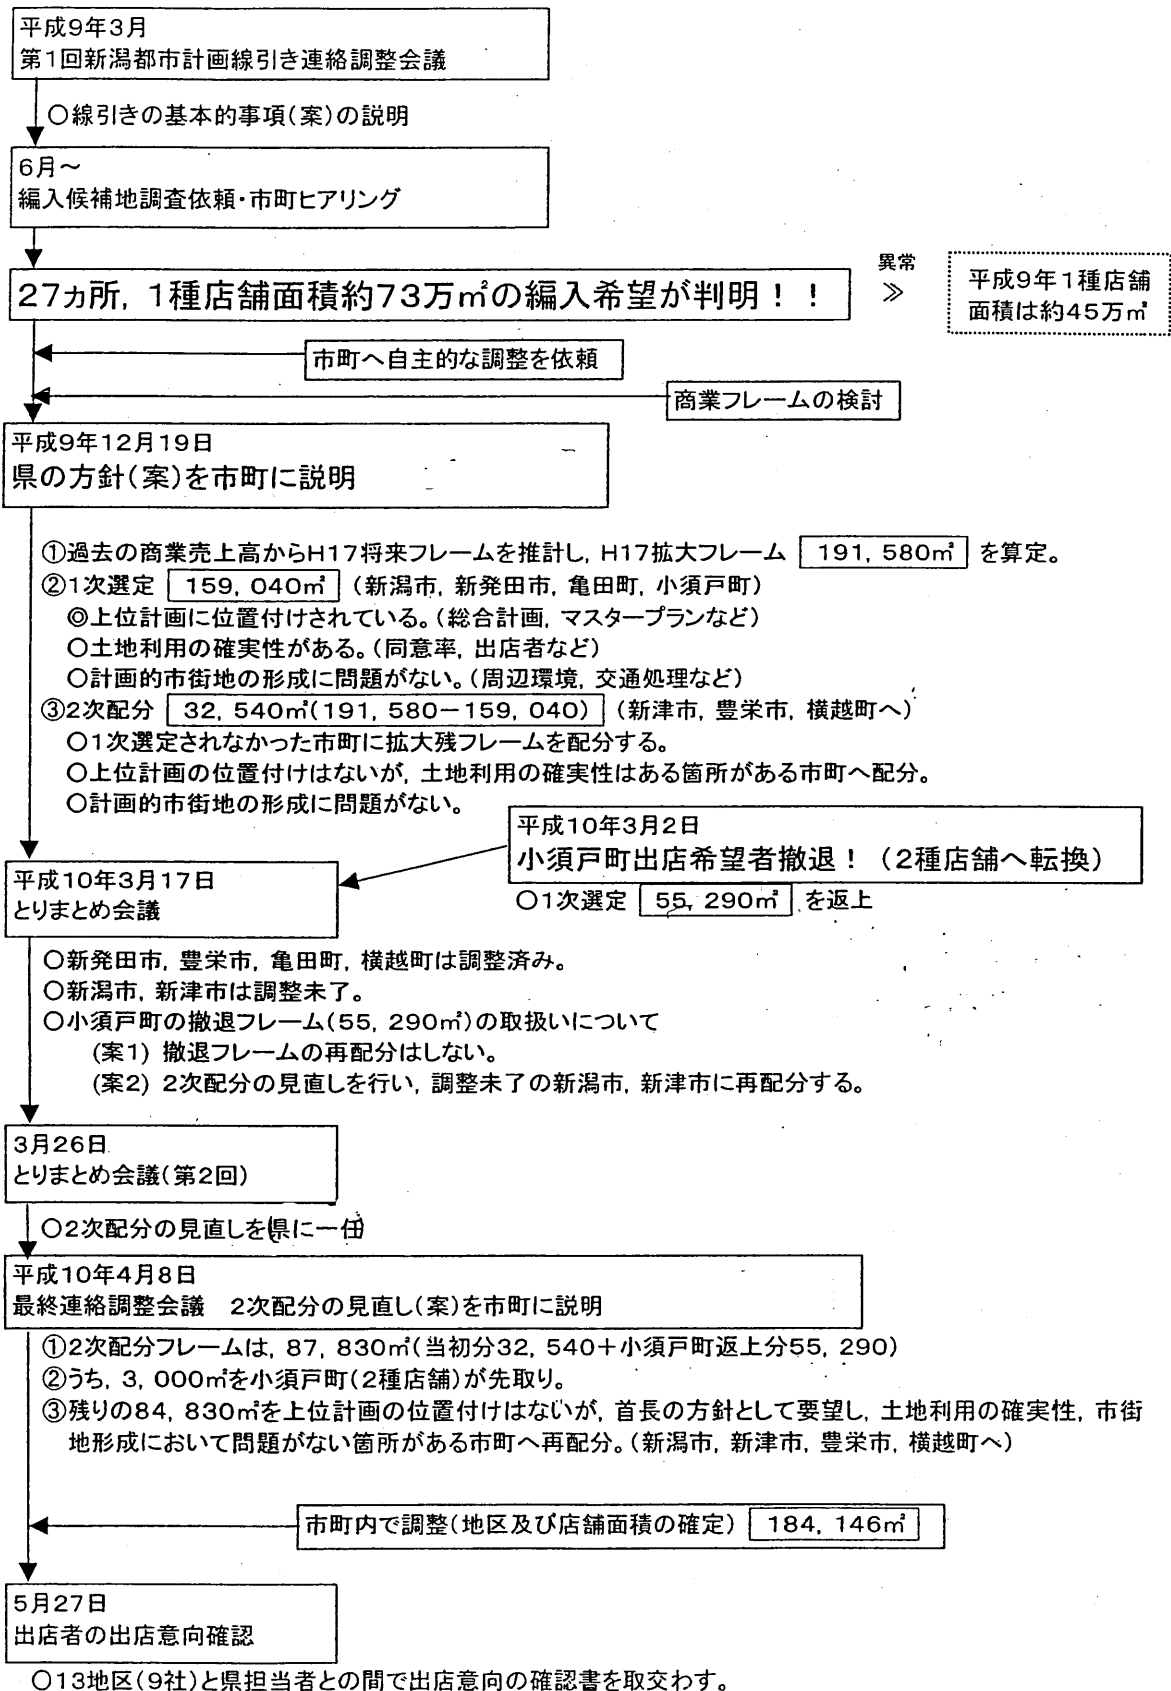 平成9年3月
第1回新潟都市計画線引き連絡調整会議
○線引きの基本的事項(案)の説明
6月～
編入候補地調査依頼・市町ヒアリング
27ヵ所, 1種店舗面積約73万㎡の編入希望が判明！！
異常
≫
平成9年1種店舗
面積は約45万㎡
市町へ自主的な調整を依頼
商業フレームの検討
平成9年12月19日
県の方針(案)を市町に説明
①過去の商業売上高からH17将来フレームを推計し, H17拡大フレーム 191, 580㎡ を算定。
②1次選定 159, 040㎡ (新潟市, 新発田市, 亀田町, 小須戸町)
◎上位計画に位置付けされている。(総合計画, マスタープランなど)
○土地利用の確実性がある。(同意率, 出店者など)
○計画的市街地の形成に問題がない。(周辺環境, 交通処理など)
③2次配分 32, 540㎡(191, 580－159, 040) (新津市, 豊栄市, 横越町へ)
○1次選定されなかった市町に拡大残フレームを配分する。
○上位計画の位置付けはないが, 土地利用の確実性はある箇所がある市町へ配分。
○計画的市街地の形成に問題がない。
平成10年3月2日
小須戸町出店希望者撤退！(2種店舗へ転換)
○1次選定 55, 290㎡ を返上
平成10年3月17日
とりまとめ会議
○新発田市, 豊栄市, 亀田町, 横越町は調整済み。
○新潟市, 新津市は調整未了。
○小須戸町の撤退フレーム(55, 290㎡)の取扱いについて
(案1) 撤退フレームの再配分はしない。
(案2) 2次配分の見直しを行い, 調整未了の新潟市, 新津市に再配分する。
3月26日
とりまとめ会議(第2回)
○2次配分の見直しを県に一任
平成10年4月8日
最終連絡調整会議　2次配分の見直し(案)を市町に説明
①2次配分フレームは, 87, 830㎡(当初分32, 540＋小須戸町返上分55, 290)
②うち, 3, 000㎡を小須戸町(2種店舗)が先取り。
③残りの84, 830㎡を上位計画の位置付けはないが, 首長の方針として要望し, 土地利用の確実性, 市街
地形成において問題がない箇所がある市町へ再配分。(新潟市, 新津市, 豊栄市, 横越町へ)
市町内で調整(地区及び店舗面積の確定) 184, 146㎡
5月27日
出店者の出店意向確認
○13地区(9社)と県担当者との間で出店意向の確認書を取交わす。